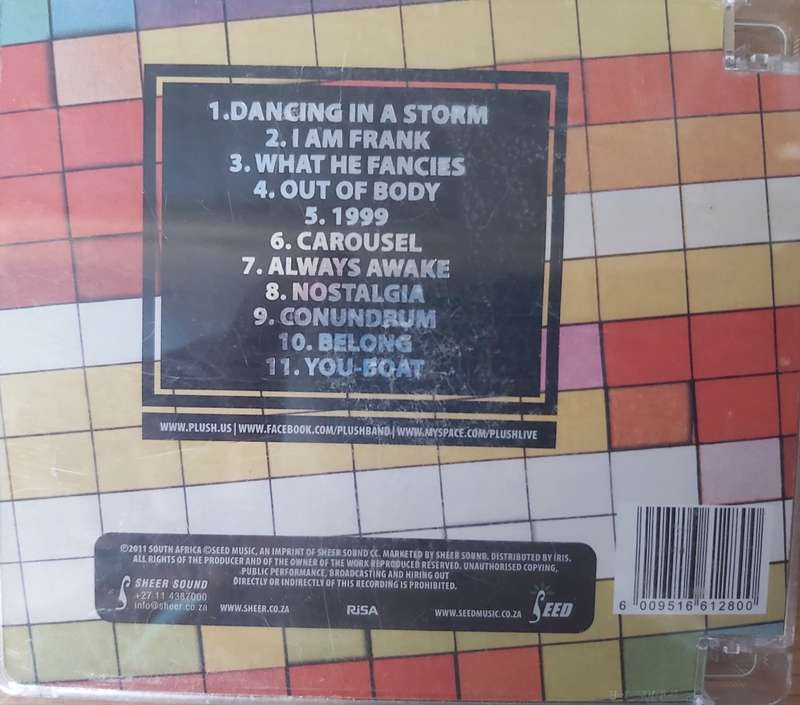 1.DANCING IN A STORM
2. I AM FRANK
3. WHAT HE FANCIES
4. OUT OF BODY
5. 1999
6. CAROUSEL
7. ALWAYS AWAKE
8. NOSTALGIA
9. CONUNDRUM
10. BELONG
11. YOU-BOAT
WWW.PLUSH.US | WWW.FACEBOOK.COM/PLUSHBAND | WWW.MYSPACE.COM/PLUSHLIVE
℗2011 SOUTH AFRICA ©SEED MUSIC, AN IMPRINT OF SHEER SOUND CC. MARKETED BY SHEER SOUND. DISTRIBUTED BY IRIS.
ALL RIGHTS OF THE PRODUCER AND OF THE OWNER OF THE WORK REPRODUCED RESERVED. UNAUTHORISED COPYING,
PUBLIC PERFORMANCE, BROADCASTING AND HIRING OUT
DIRECTLY OR INDIRECTLY OF THIS RECORDING IS PROHIBITED.
SHEER SOUND
+27 11 4387000
info@sheer.co.za
WWW.SHEER.CO.ZA
RiSA
WWW.SEEDMUSIC.CO.ZA
SEED
6 009516 612800